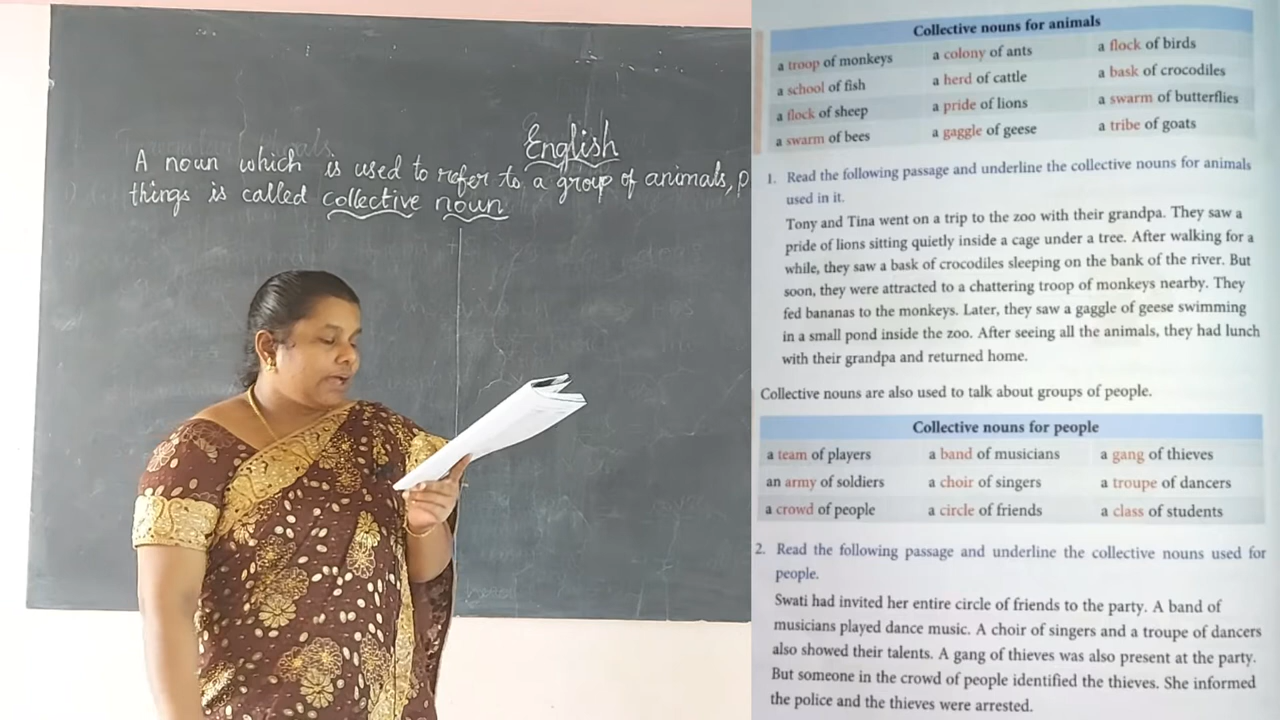 English
A noun which is used to refer to a group of animals, p
things is called collective noun
Collective nouns for animals
a troop of monkeys a colony of ants a flock of birds
a school of fish a herd of cattle a bask of crocodiles
a flock of sheep a pride of lions a swarm of butterflies
a swarm of bees a gaggle of geese a tribe of goats
1. Read the following passage and underline the collective nouns for animals
used in it.
Tony and Tina went on a trip to the zoo with their grandpa. They saw a
pride of lions sitting quietly inside a cage under a tree. After walking for a
while, they saw a bask of crocodiles sleeping on the bank of the river. But
soon, they were attracted to a chattering troop of monkeys nearby. They
fed bananas to the monkeys. Later, they saw a gaggle of geese swimming
in a small pond inside the zoo. After seeing all the animals, they had lunch
with their grandpa and returned home.
Collective nouns are also used to talk about groups of people.
Collective nouns for people
a team of players a band of musicians a gang of thieves
an army of soldiers a choir of singers a troupe of dancers
a crowd of people a circle of friends a class of students
2. Read the following passage and underline the collective nouns used for
people.
Swati had invited her entire circle of friends to the party. A band of
musicians played dance music. A choir of singers and a troupe of dancers
also showed their talents. A gang of thieves was also present at the party.
But someone in the crowd of people identified the thieves. She informed
the police and the thieves were arrested.